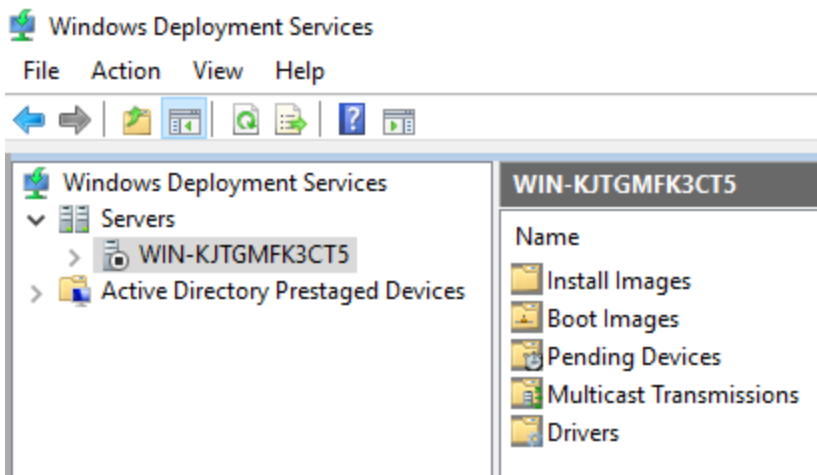 Windows Deployment Services
File Action View Help
Windows Deployment Services
Servers
WIN-KJTGMFK3CT5
Active Directory Prestaged Devices
WIN-KJTGMFK3CT5
Name
Install Images
Boot Images
Pending Devices
Multicast Transmissions
Drivers